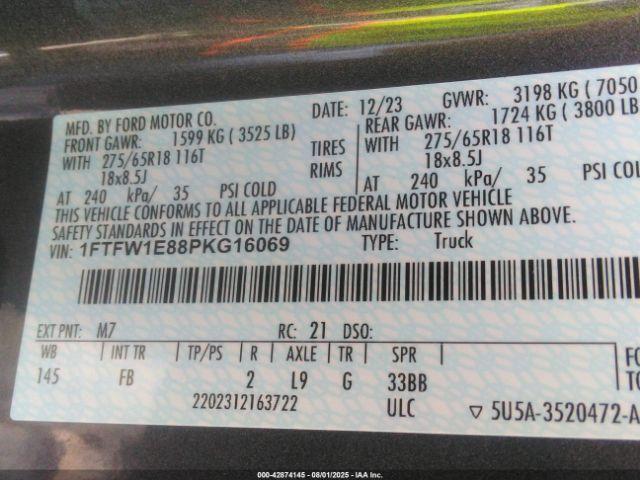 MFD. BY FORD MOTOR CO.
DATE: 12/23 GVWR: 3198 KG ( 7050
FRONT GAWR: 1599 KG ( 3525 LB)
REAR GAWR: 1724 KG ( 3800 LB
WITH 275/65R18 116T TIRES WITH 275/65R18 116T
18x8.5J RIMS 18x8.5J
AT 240 kPa/ 35 PSI COLD AT 240 kPa/ 35 PSI COLD
THIS VEHICLE CONFORMS TO ALL APPLICABLE FEDERAL MOTOR VEHICLE
SAFETY STANDARDS IN EFFECT ON THE DATE OF MANUFACTURE SHOWN ABOVE.
VIN: 1FTFW1E88PKG16069 TYPE: Truck
EXT PNT: M7 RC: 21 DSO:
WB INT TR TP/PS R AXLE TR SPR
145 FB 2 L9 G 33BB
2202312163722 ULC
FO
TO
▽ 5U5A-3520472-A
000-42874145 - 08/01/2025 - IAA Inc.